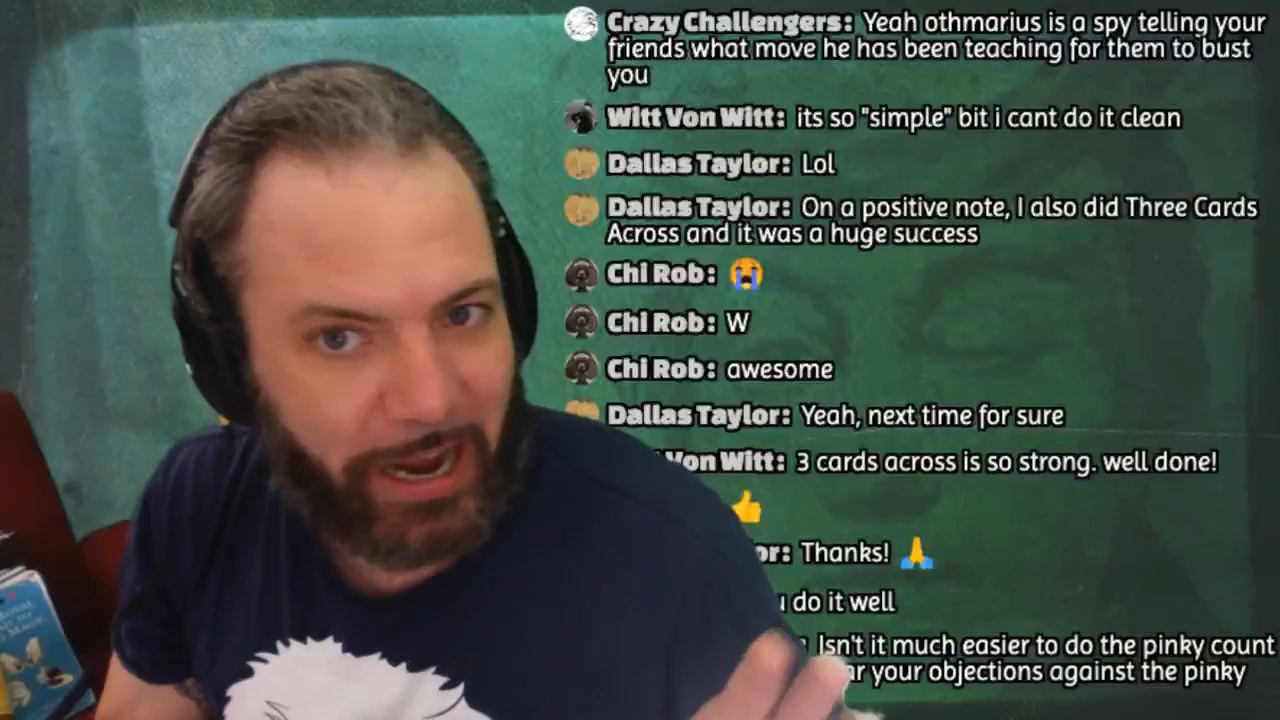 Crazy Challengers: Yeah othmarius is a spy telling your
friends what move he has been teaching for them to bust
you
Witt Von Witt: its so "simple" bit i cant do it clean
Dallas Taylor: Lol
Dallas Taylor: On a positive note, I also did Three Cards
Across and it was a huge success
Chi Rob: 😭
Chi Rob: W
Chi Rob: awesome
Dallas Taylor: Yeah, next time for sure
Von Witt: 3 cards across is so strong. well done!
👍
or: Thanks! 🙏
u do it well
Isn't it much easier to do the pinky count
ar your objections against the pinky
ROYAL